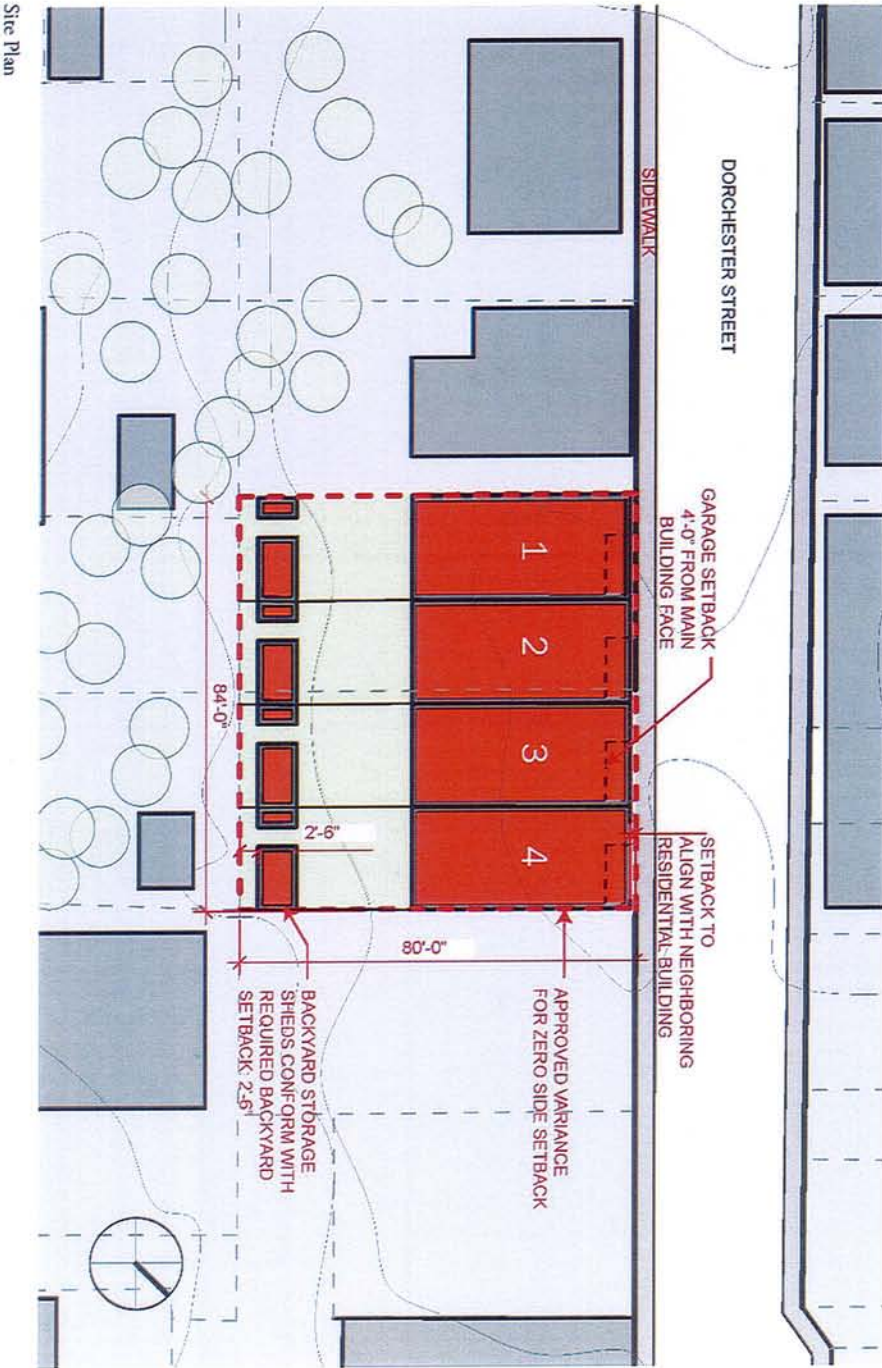 DORCHESTER STREET
SIDEWALK
GARAGE SETBACK
4'-0" FROM MAIN
BUILDING FACE
SETBACK TO
ALIGN WITH NEIGHBORING
RESIDENTIAL BUILDING
1
2
3
4
APPROVED VARIANCE
FOR ZERO SIDE SETBACK
80'-0"
2'-6"
84'-0"
BACKYARD STORAGE
SHEDS CONFORM WITH
REQUIRED BACKYARD
SETBACK: 2'-6"
Site Plan